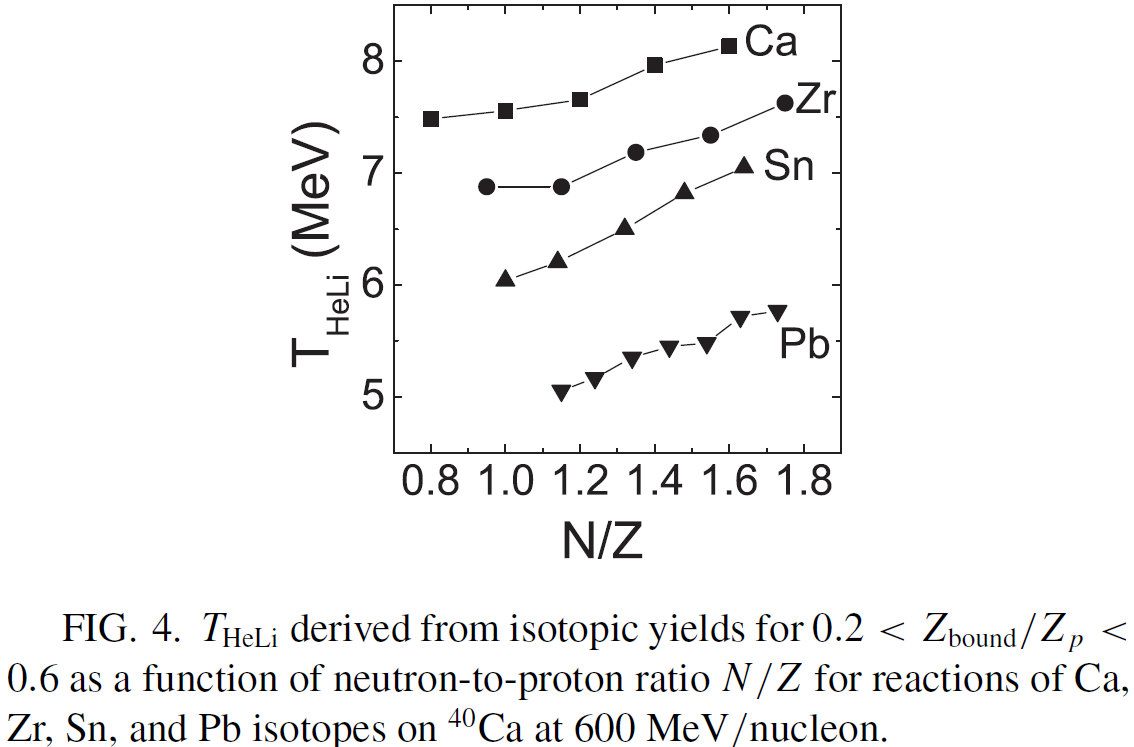 8
7
6
5
T_HeLi (MeV)
Ca
Zr
Sn
Pb
0.8 1.0 1.2 1.4 1.6 1.8
N/Z
FIG. 4. T_HeLi derived from isotopic yields for 0.2 < Z_bound/Z_p <
0.6 as a function of neutron-to-proton ratio N/Z for reactions of Ca,
Zr, Sn, and Pb isotopes on ⁴⁰Ca at 600 MeV/nucleon.